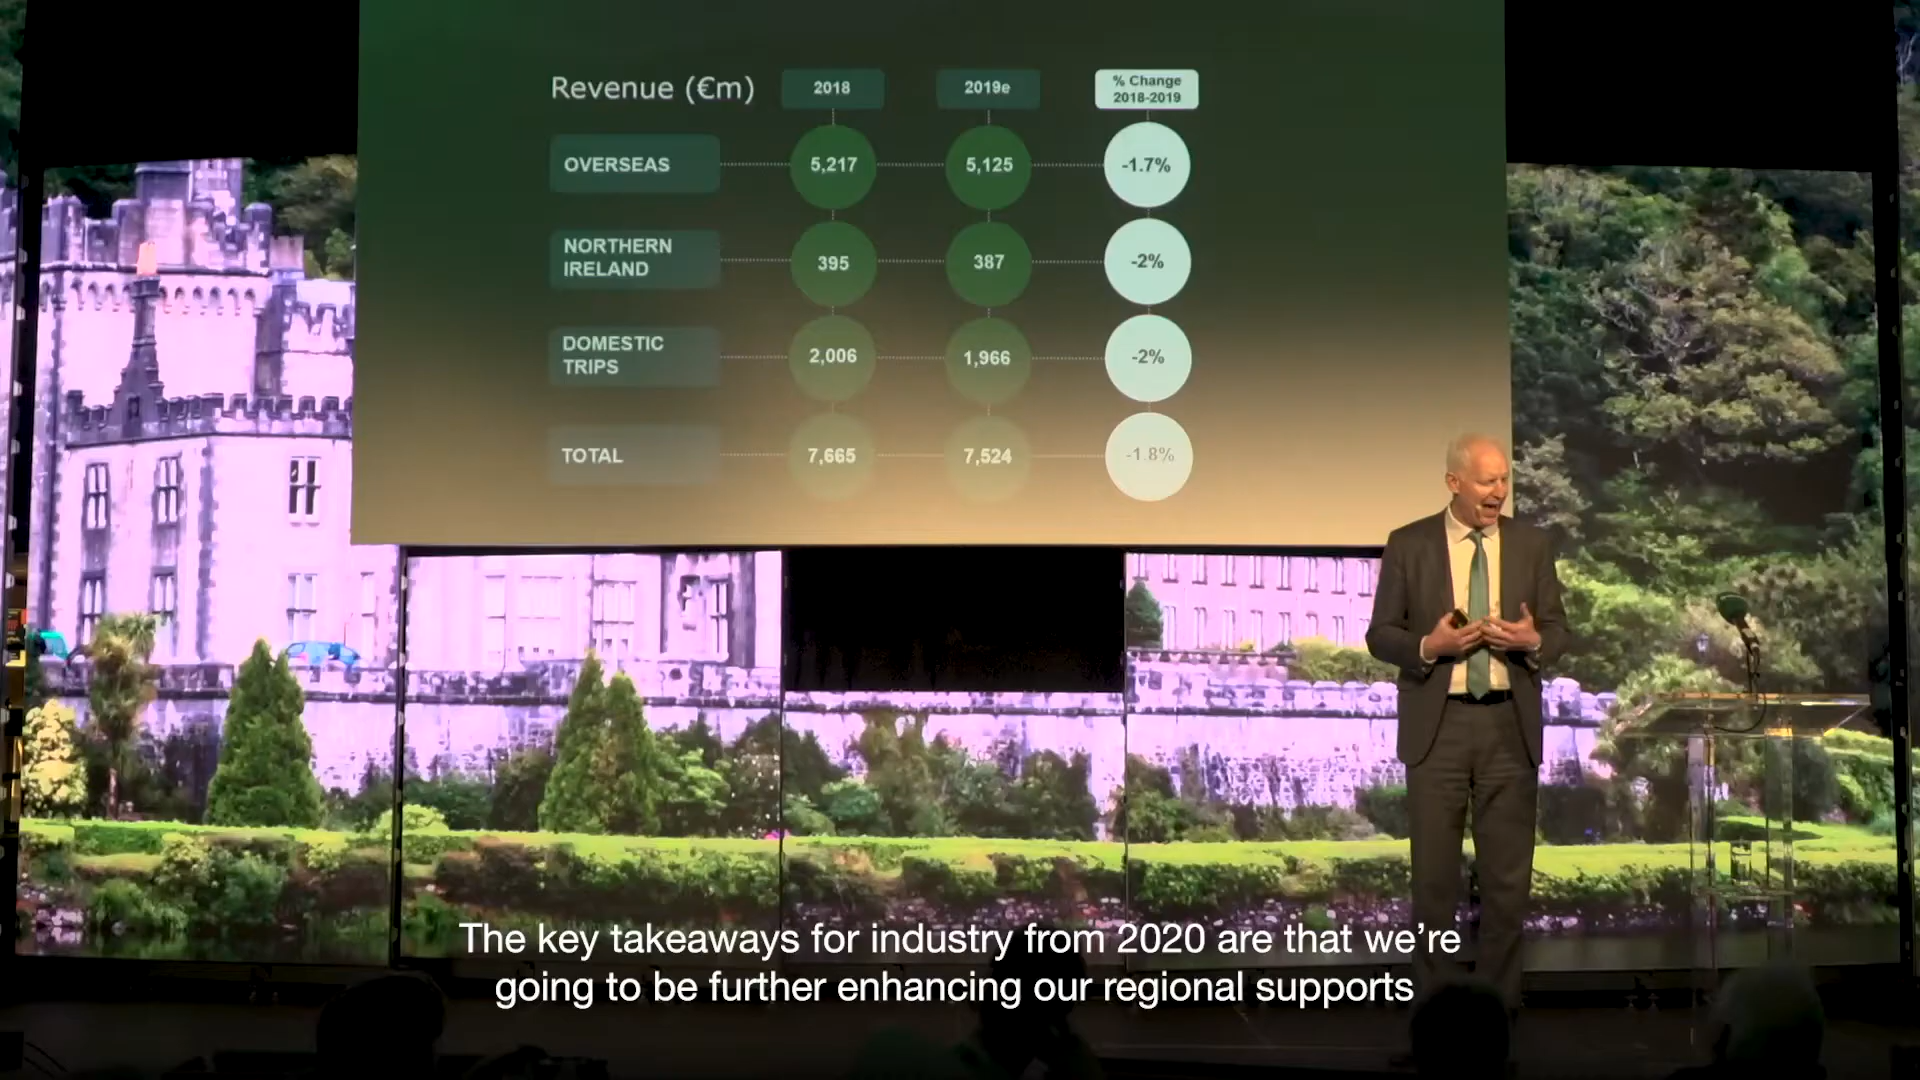 Revenue (€m)
2018
2019e
% Change
2018-2019
OVERSEAS
5,217
5,125
-1.7%
NORTHERN
IRELAND
395
387
-2%
DOMESTIC
TRIPS
2,006
1,966
-2%
TOTAL
7,665
7,524
-1.8%
The key takeaways for industry from 2020 are that we're
going to be further enhancing our regional supports